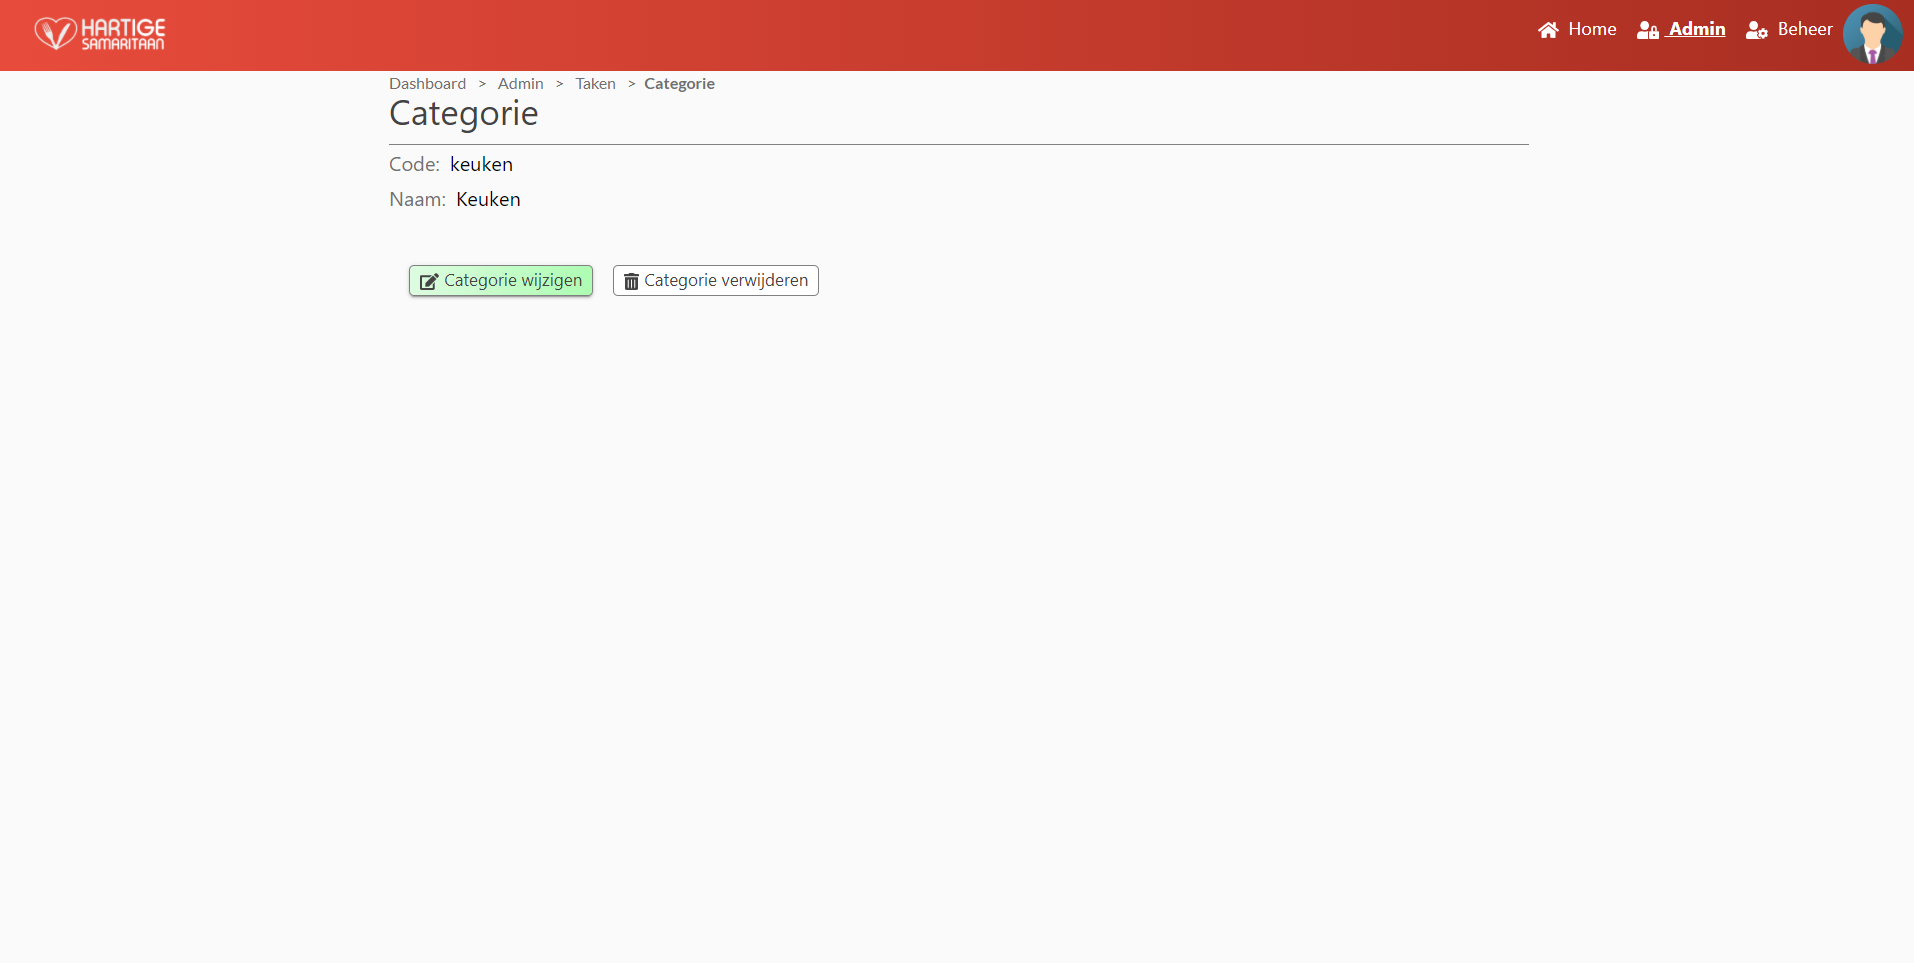 HARTIGE
SAMARITAAN
Home Admin Beheer
Dashboard > Admin > Taken > Categorie
Categorie
Code: keuken
Naam: Keuken
Categorie wijzigen Categorie verwijderen